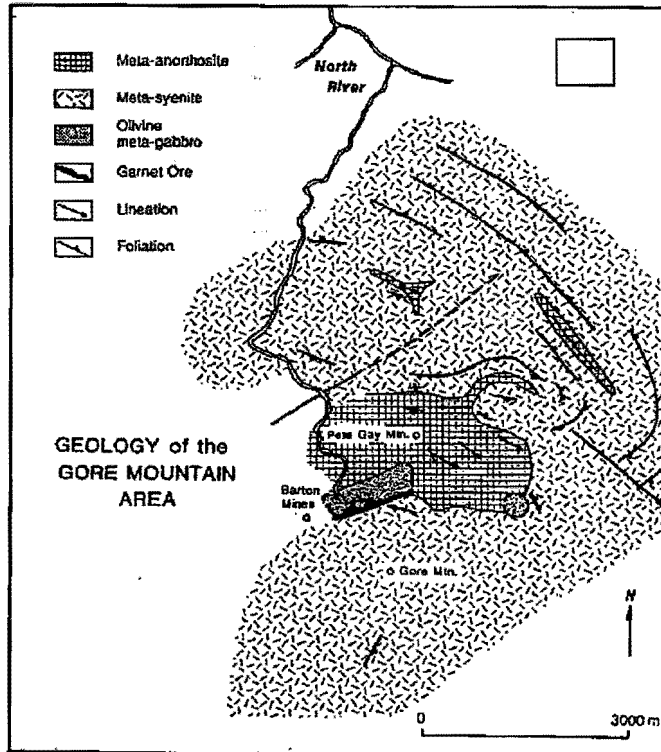 Meta-anorthosite
Meta-syenite
Olivine
meta-gabbro
Garnet Ore
Lineation
Foliation
North
River
GEOLOGY of the
GORE MOUNTAIN
AREA
Pete Gay Mtn.
Barton
Mines
Gore Mtn.
N
0 3000 m